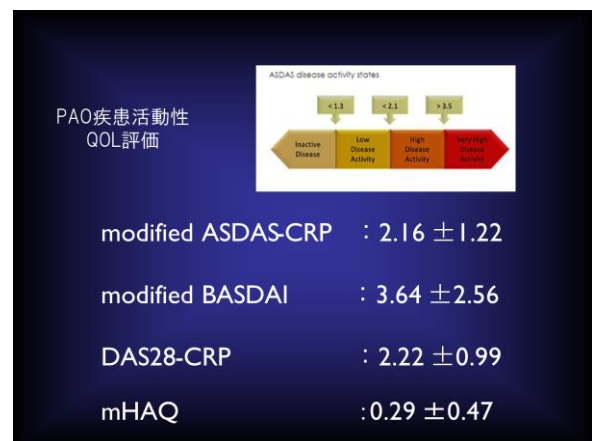 ASDAS disease activity states
< 1.3
< 2.1
> 3.5
Inactive
Disease
Low
Disease
Activity
High
Disease
Activity
Very High
Disease
Activity
PAO疾患活動性
QOL評価
modified ASDAS-CRP : 2.16 ±1.22
modified BASDAI : 3.64 ±2.56
DAS28-CRP : 2.22 ±0.99
mHAQ :0.29 ±0.47